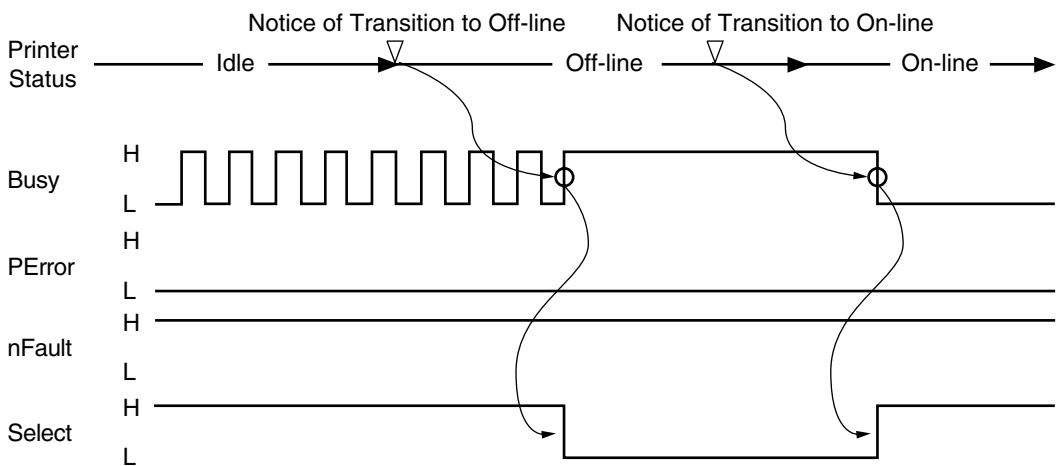 Notice of Transition to Off-line Notice of Transition to On-line
Printer
Status
Idle Off-line On-line
H
Busy
L
H
PError
L
H
nFault
L
H
Select
L